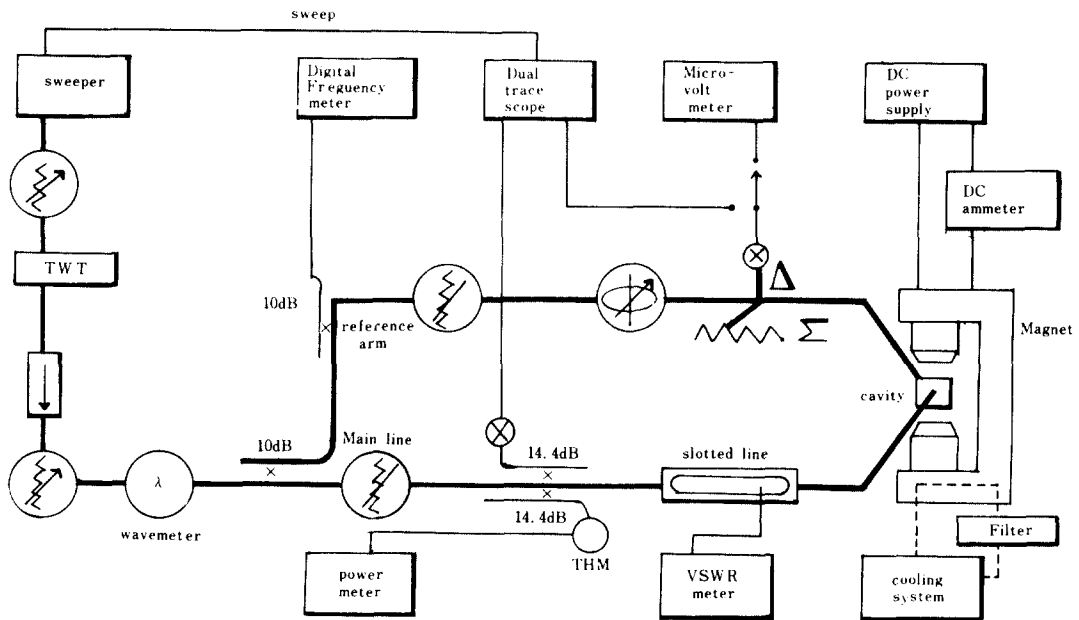 sweep
sweeper
Digital
Freguency
meter
Dual
trace
scope
Micro-
volt
meter
DC
power
supply
DC
ammeter
TWT
10dB
reference
arm
Δ
Σ
Magnet
cavity
10dB
Main line
14.4dB
slotted line
λ
wavemeter
14.4dB
THM
power
meter
VSWR
meter
Filter
cooling
system